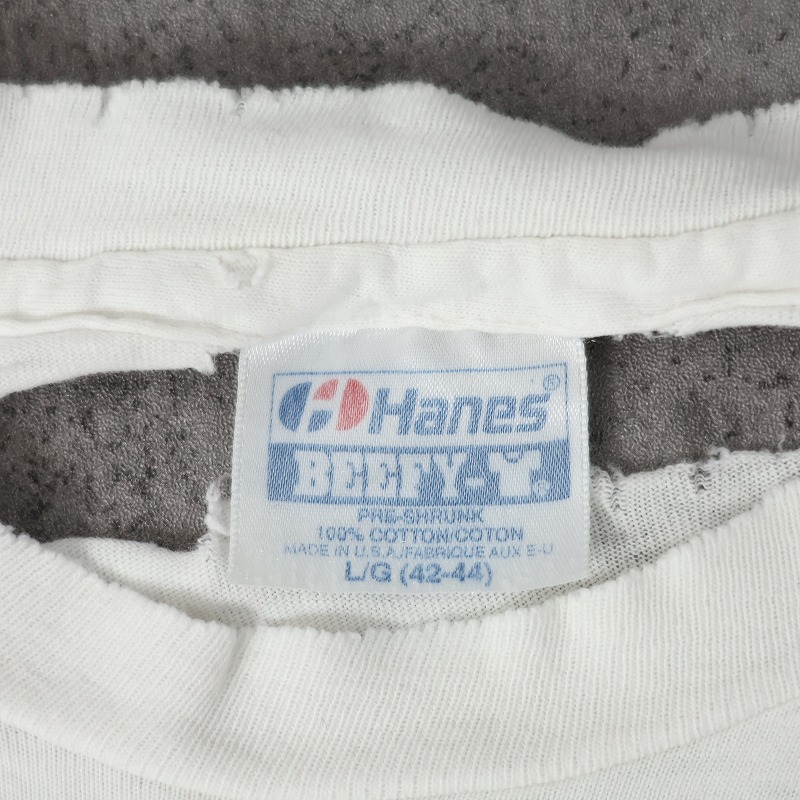 Hanes®
BEEFY-T®
PRE-SHRUNK
100% COTTON/COTON
MADE IN U.S.A./FABRIQUE AUX E-U
L/G (42-44)